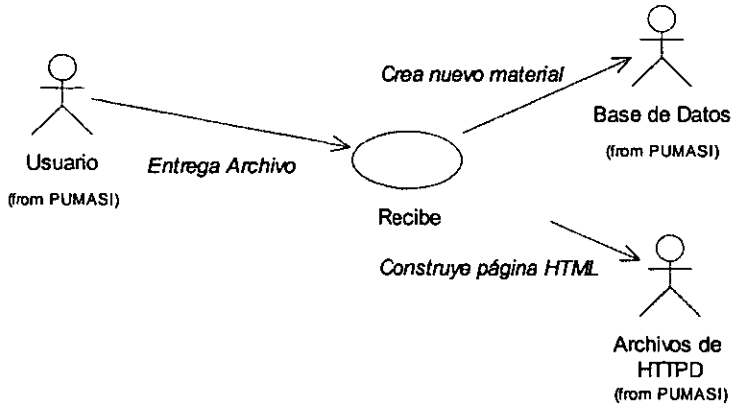 Crea nuevo material
Base de Datos
(from PUMASI)
Usuario
(from PUMASI)
Entrega Archivo
Recibe
Construye página HTML
Archivos de
HTTPD
(from PUMASI)